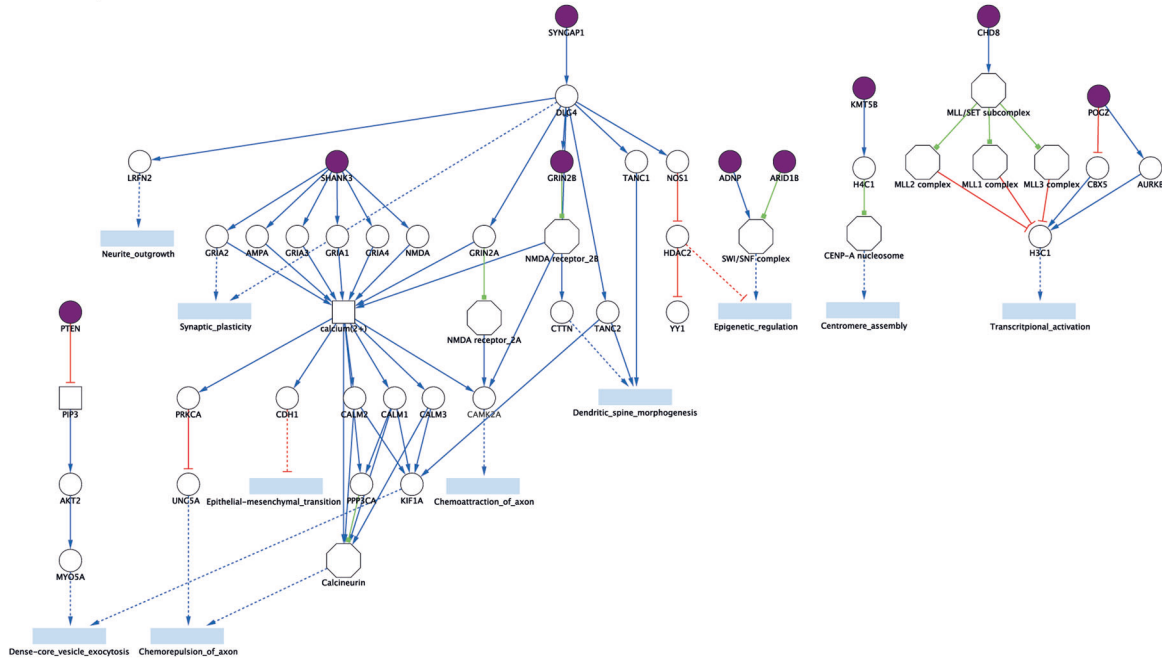 SYNGAP1
CHD8
DLG4
KMT5B
MLL/SET subcomplex
POGZ
LRFN2
SHANK3
GRIN2B
TANC1
NOS1
ADNP
ARID1B
H4C1
MLL2 complex
MLL1 complex
MLL3 complex
CBX5
AURKB
Neurite_outgrowth
GRIA2
AMPA
GRIA3
GRIA1
GRIA4
NMDA
GRIN2A
NMDA receptor_2B
HDAC2
SWI/SNF complex
CENP-A nucleosome
H3C1
PTEN
Synaptic_plasticity
calcium(2+)
NMDA receptor_2A
CTTN
TANC2
YY1
Epigenetic_regulation
Centromere_assembly
Transcritpional_activation
PIP3
PRKCA
CDH1
CALM2
CALM1
CALM3
CAMK2A
Dendritic_spine_morphogenesis
AKT2
UNC5A
Epithelial-mesenchymal_transition
PPP3CA
KIF1A
Chemoattraction_of_axon
MYO5A
Calcineurin
Dense-core_vesicle_exocytosis
Chemorepulsion_of_axon